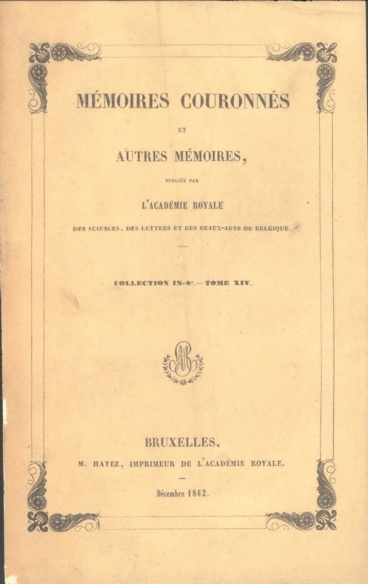 MÉMOIRES COURONNÉS
ET
AUTRES MÉMOIRES,
PUBLIÉS PAR
L'ACADÉMIE ROYALE
DES SCIENCES, DES LETTRES ET DES BEAUX-ARTS DE BELGIQUE.
COLLECTION IN-8°. — TOME XIV.
BRUXELLES,
M. HAYEZ, IMPRIMEUR DE L'ACADÉMIE ROYALE.
Décembre 1862.